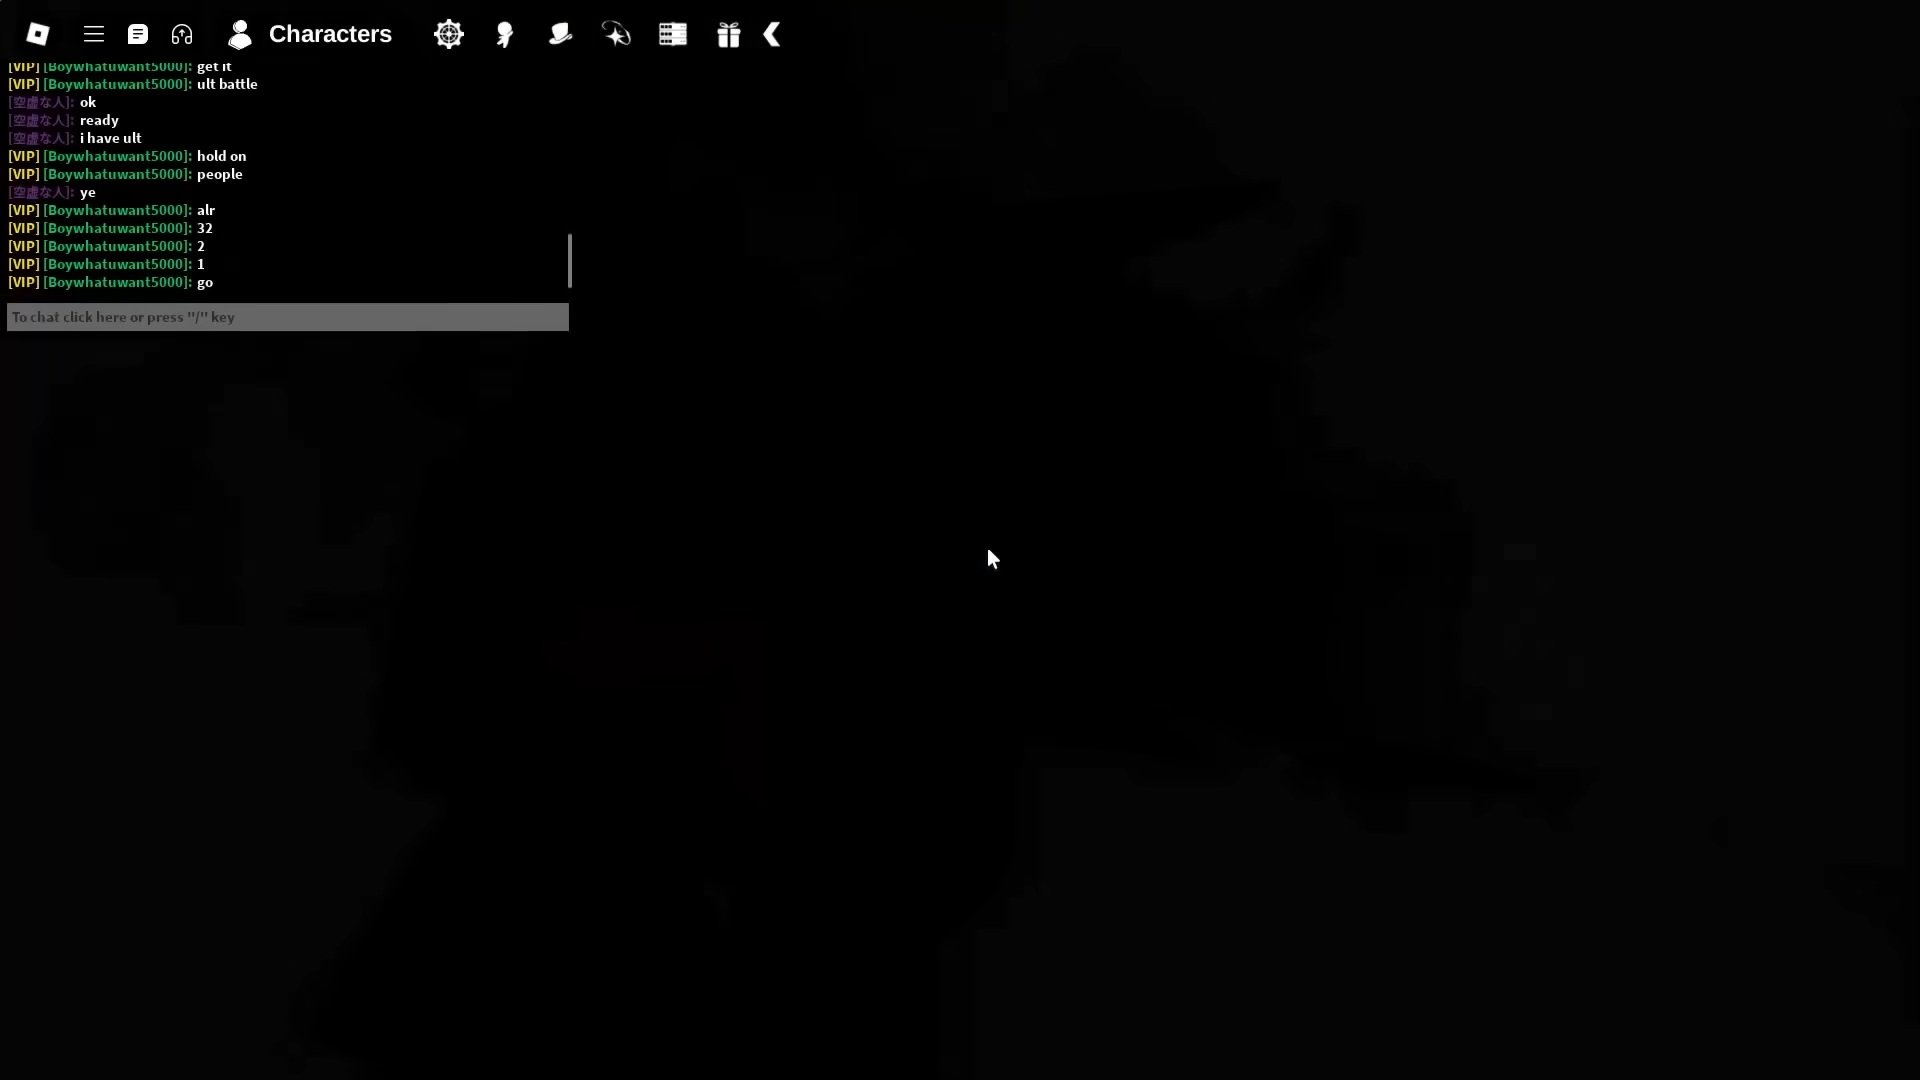 Characters
[VIP] [Boywhatuwant5000]: get it
[VIP] [Boywhatuwant5000]: ult battle
[空虚な人]: ok
[空虚な人]: ready
[空虚な人]: i have ult
[VIP] [Boywhatuwant5000]: hold on
[VIP] [Boywhatuwant5000]: people
[空虚な人]: ye
[VIP] [Boywhatuwant5000]: alr
[VIP] [Boywhatuwant5000]: 32
[VIP] [Boywhatuwant5000]: 2
[VIP] [Boywhatuwant5000]: 1
[VIP] [Boywhatuwant5000]: go
To chat click here or press "/" key